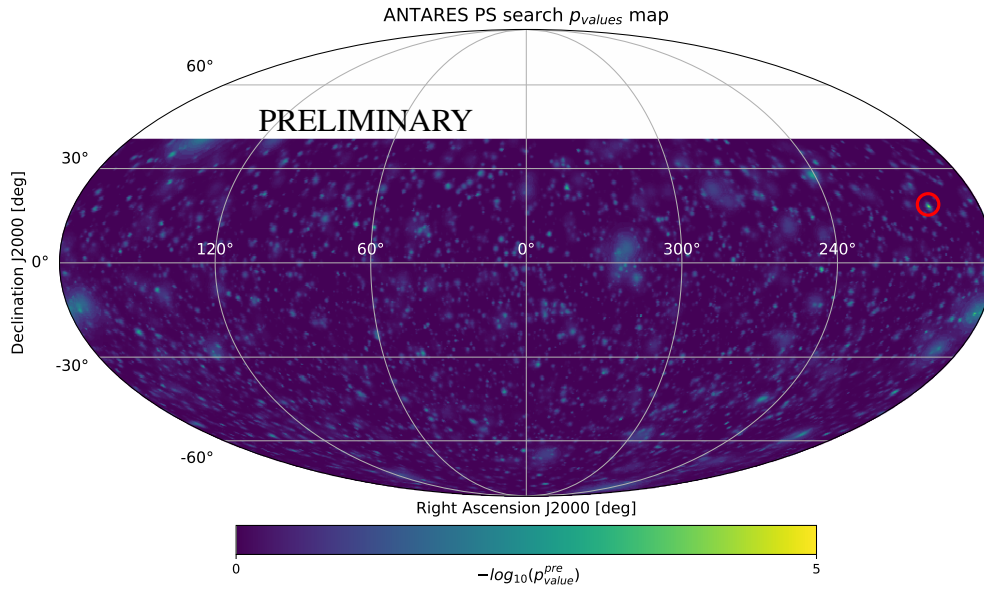 ANTARES PS search p_values map
60°
PRELIMINARY
30°
120° 60° 0° 300° 240°
0°
Declination J2000 [deg]
-30°
-60°
Right Ascension J2000 [deg]
0 5
−log₁₀(p^pre_value)